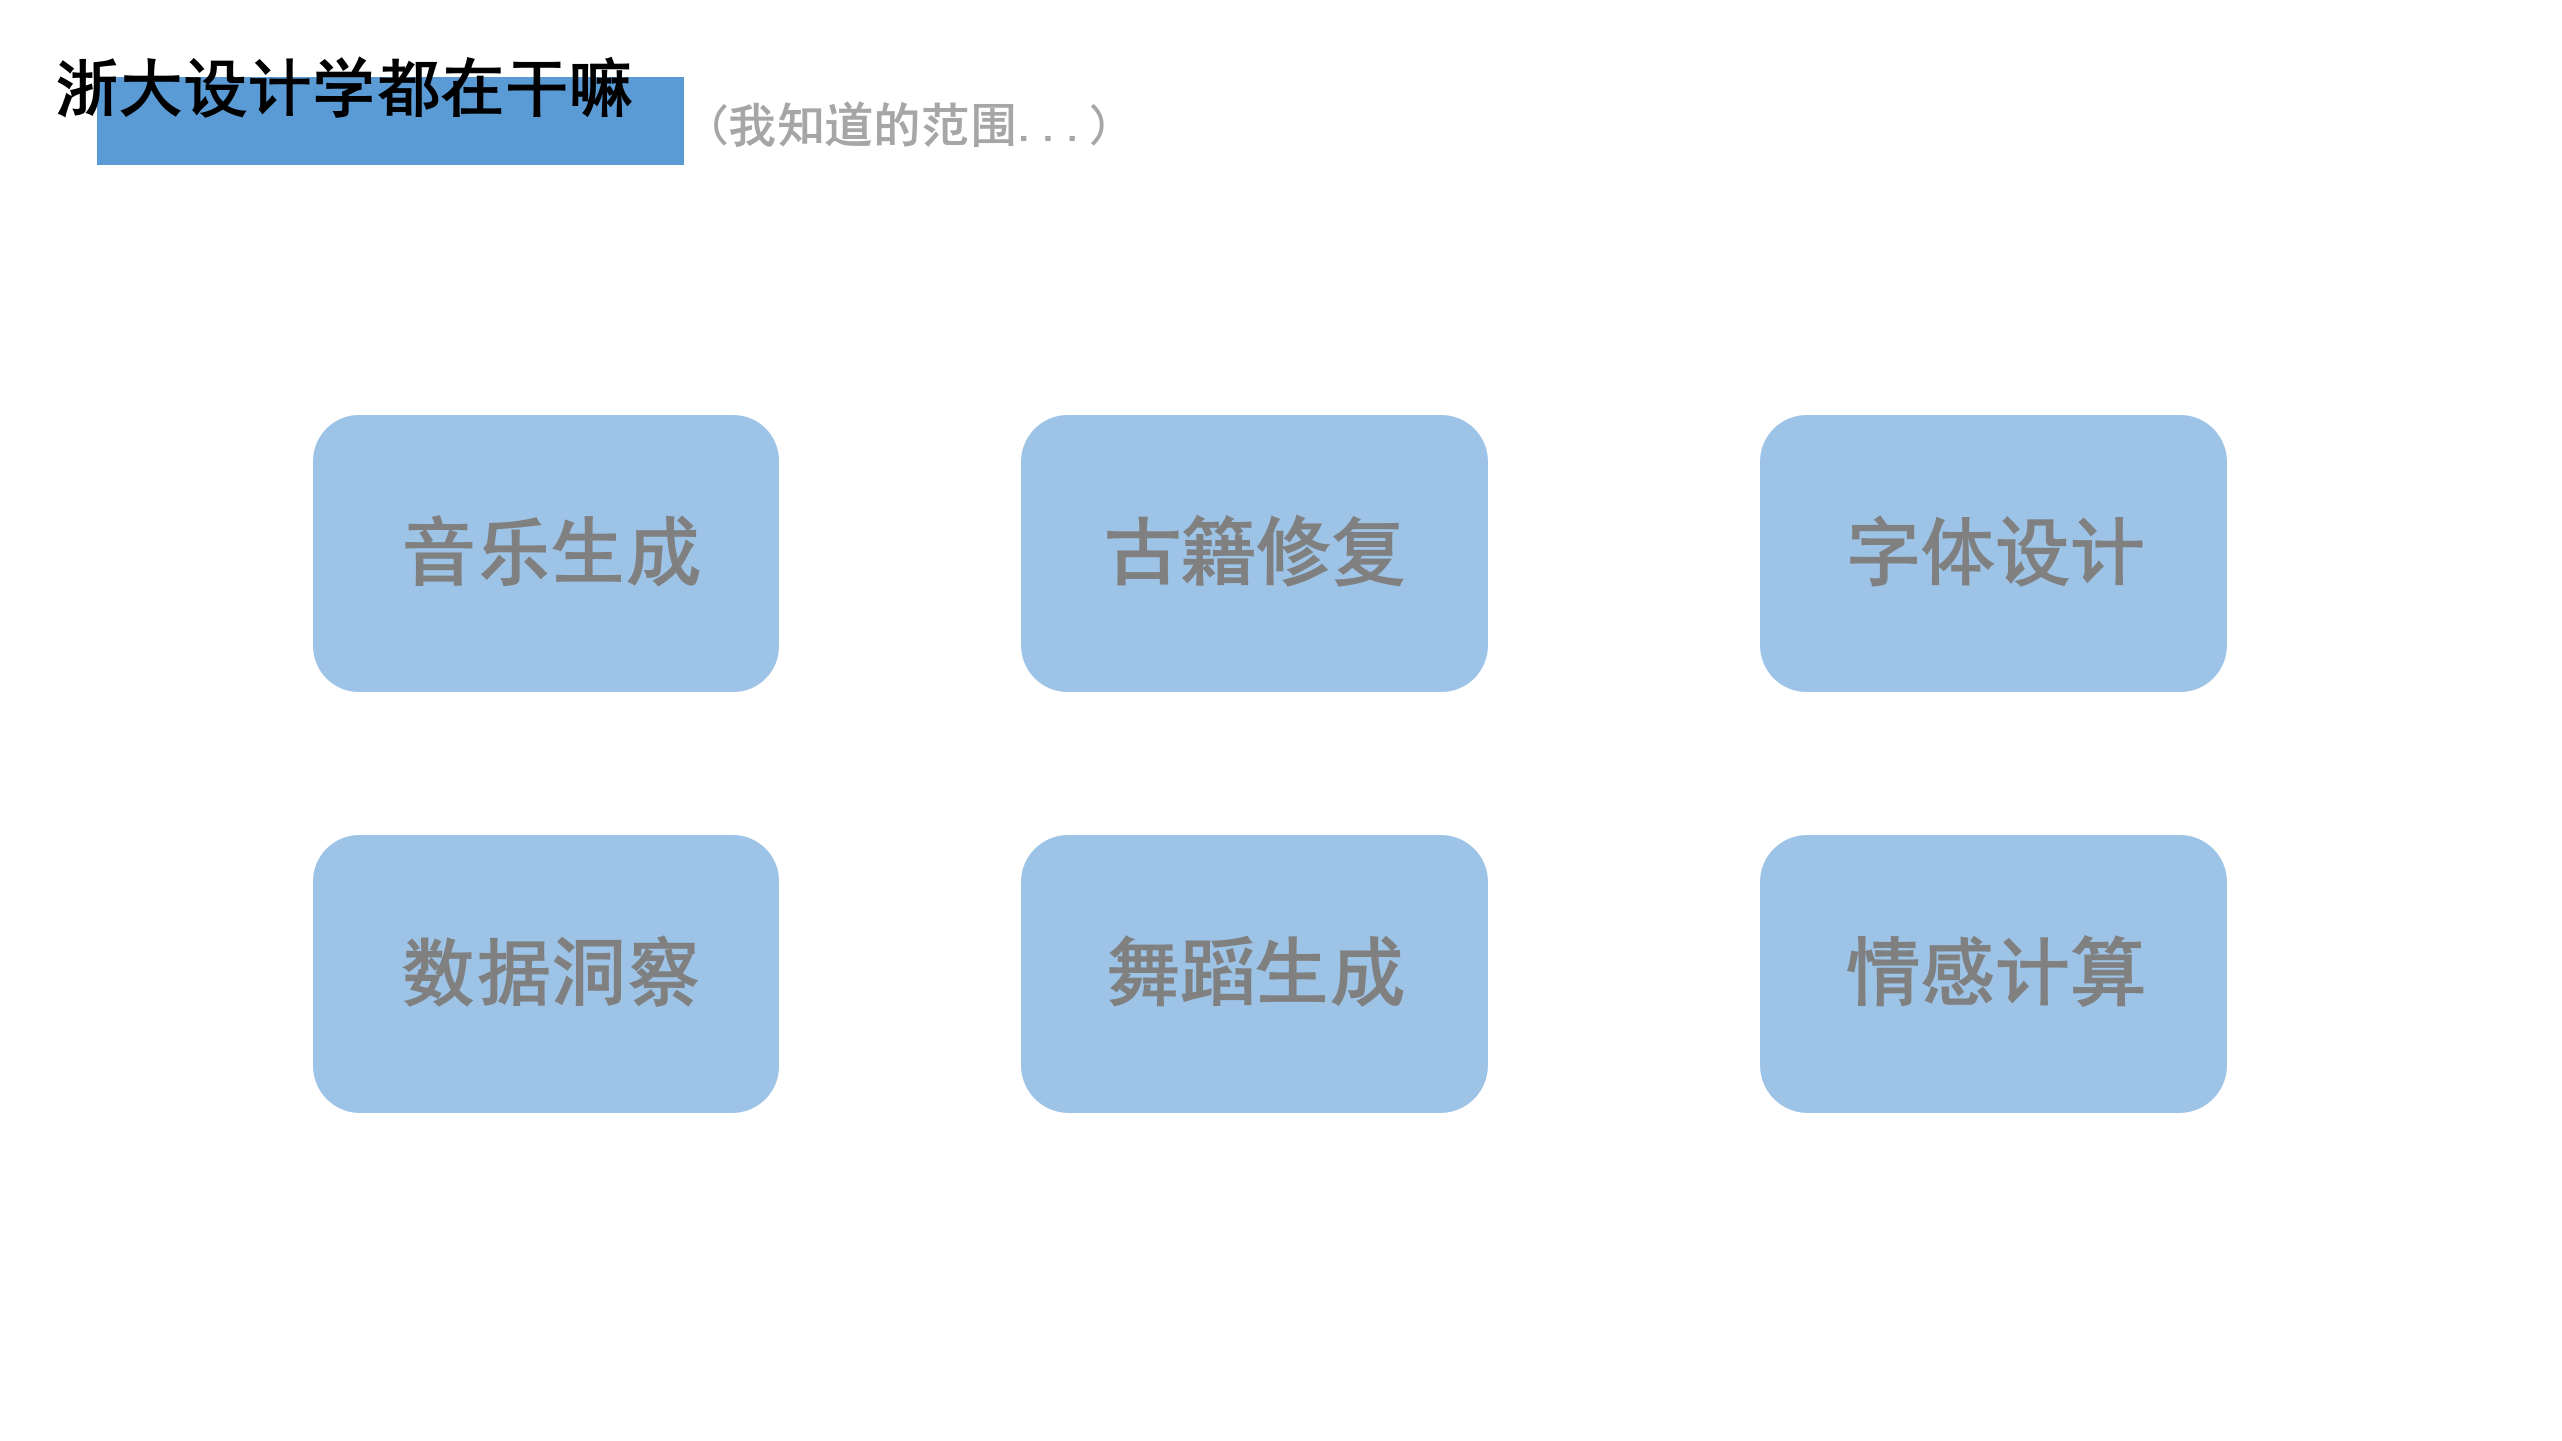 浙大设计学都在干嘛
（我知道的范围...）
音乐生成
古籍修复
字体设计
数据洞察
舞蹈生成
情感计算